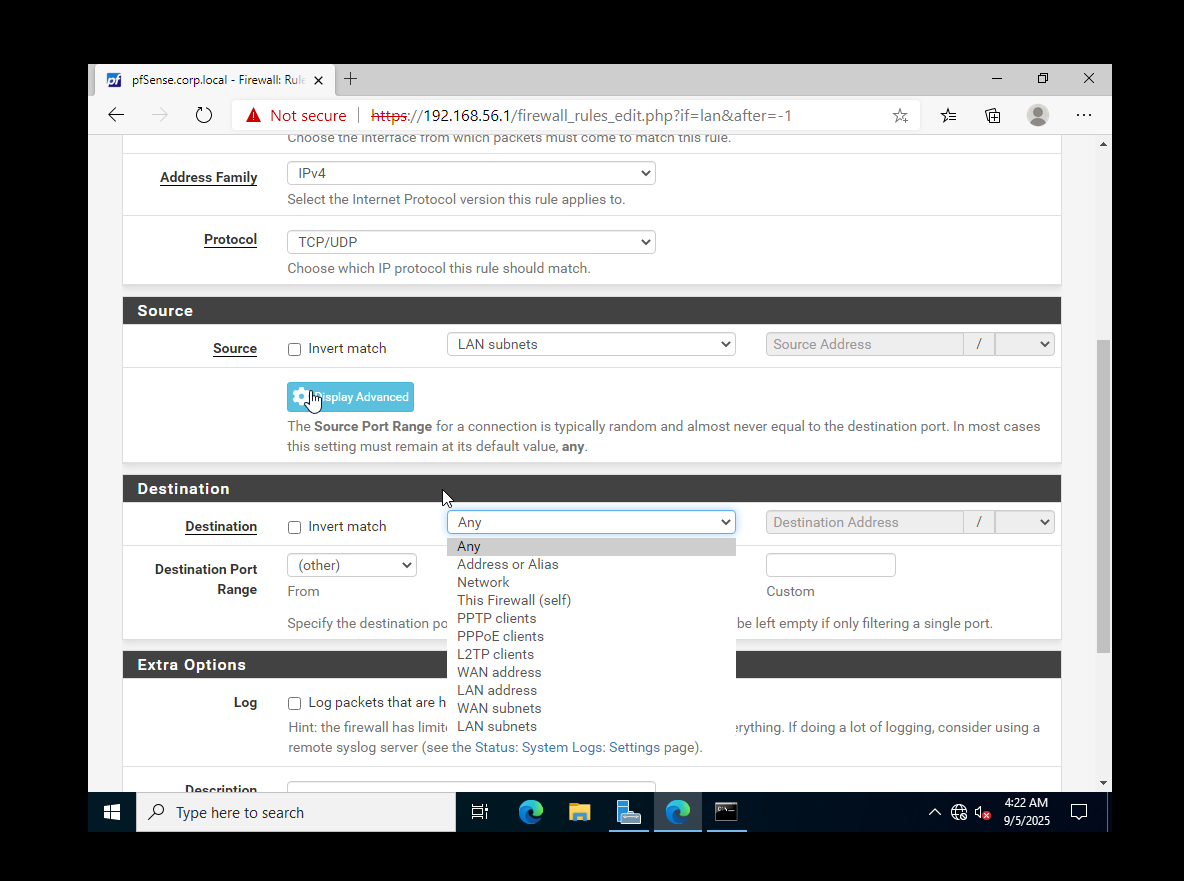 pfSense.corp.local - Firewall: Rule
Not secure
https://192.168.56.1/firewall_rules_edit.php?if=lan&after=-1
Choose the interface from which packets must come to match this rule.
Address Family
IPv4
Select the Internet Protocol version this rule applies to.
Protocol
TCP/UDP
Choose which IP protocol this rule should match.
Source
Source
Invert match
LAN subnets
Source Address
/
Display Advanced
The Source Port Range for a connection is typically random and almost never equal to the destination port. In most cases
this setting must remain at its default value, any.
Destination
Destination
Invert match
Any
Destination Address
/
Any
Address or Alias
Network
This Firewall (self)
PPTP clients
PPPoE clients
L2TP clients
WAN address
LAN address
WAN subnets
LAN subnets
Destination Port
Range
(other)
From
Custom
Specify the destination po
be left empty if only filtering a single port.
Extra Options
Log
Log packets that are h
Hint: the firewall has limite
erything. If doing a lot of logging, consider using a
remote syslog server (see the Status: System Logs: Settings page).
Description
Type here to search
4:22 AM
9/5/2025